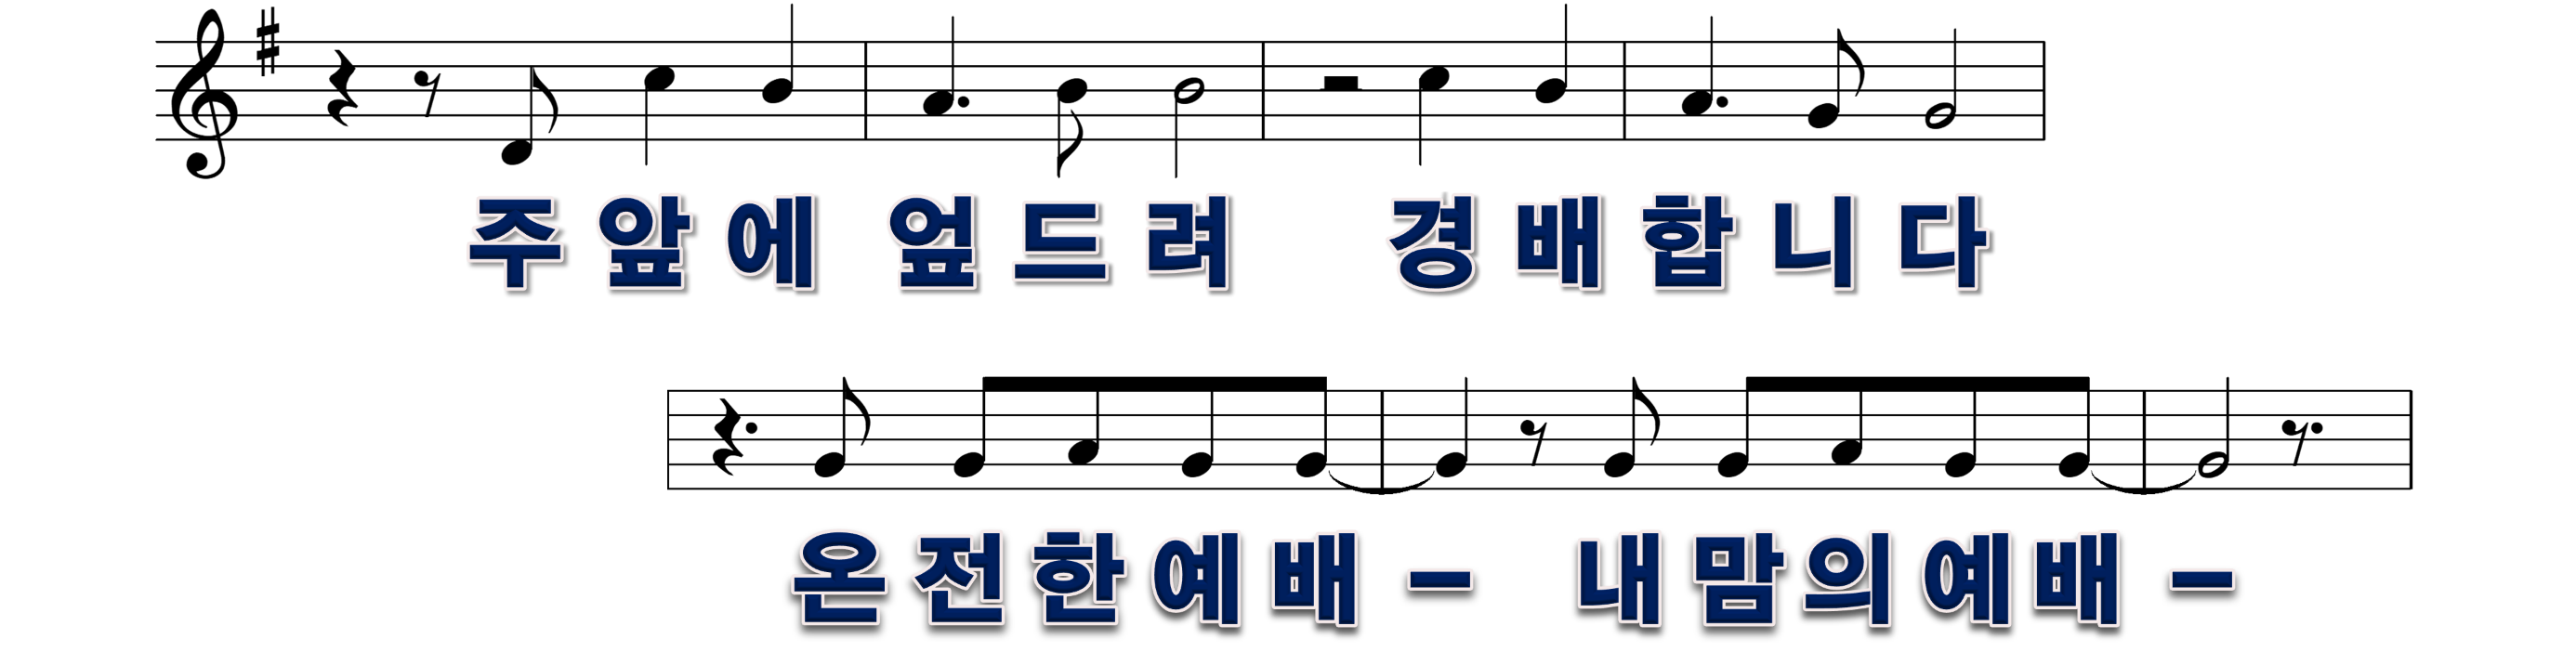 주 앞 에 엎 드 려 경 배 합 니 다
온 전 한 예 배 - 내 맘 의 예 배 -